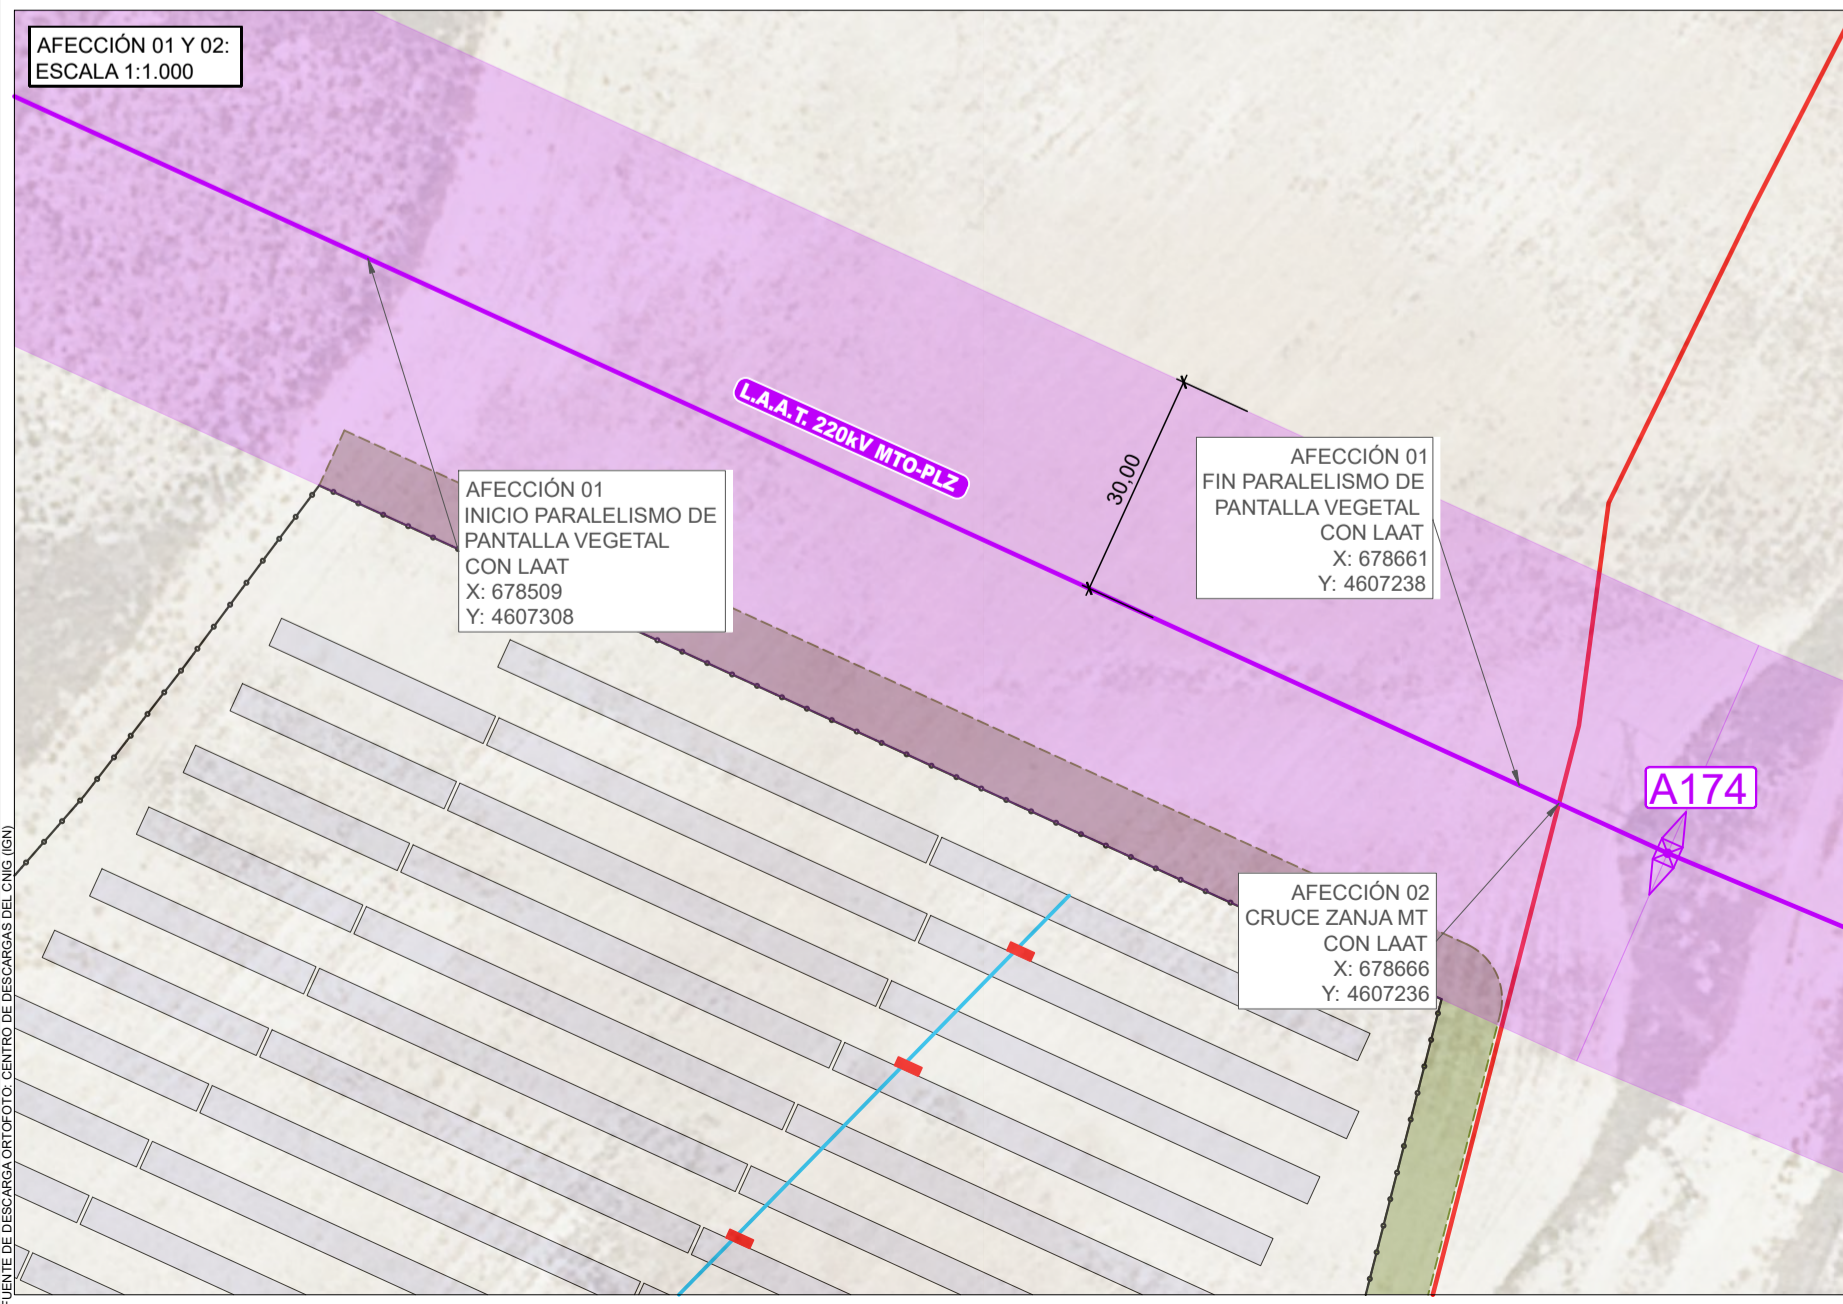 AFECCIÓN 01 Y 02:
ESCALA 1:1.000
L.A.A.T. 220kV MTO-PLZ
30,00
AFECCIÓN 01
FIN PARALELISMO DE
PANTALLA VEGETAL
CON LAAT
X: 678661
Y: 4607238
AFECCIÓN 01
INICIO PARALELISMO DE
PANTALLA VEGETAL
CON LAAT
X: 678509
Y: 4607308
A174
AFECCIÓN 02
CRUCE ZANJA MT
CON LAAT
X: 678666
Y: 4607236
FUENTE DE DESCARGA ORTOFOTO: CENTRO DE DESCARGAS DEL CNIG (IGN)